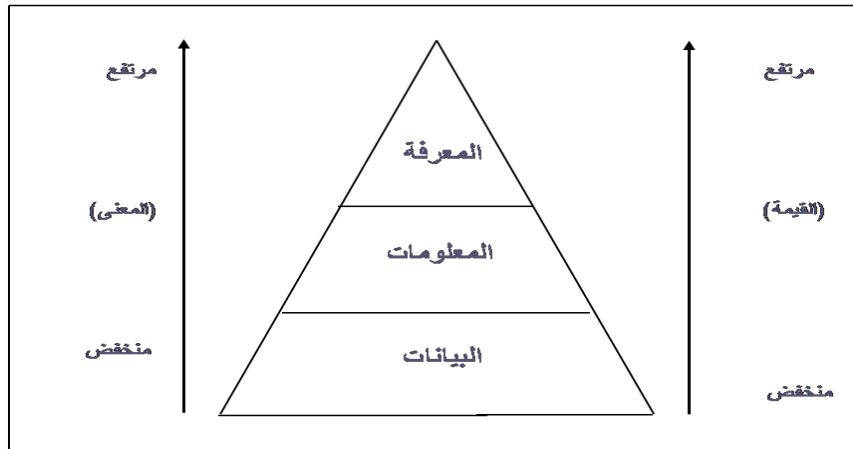 مرتفع
مرتفع
المعرفة
(القيمة)
(المعنى)
المعلومات
منخفض
البيانات
منخفض